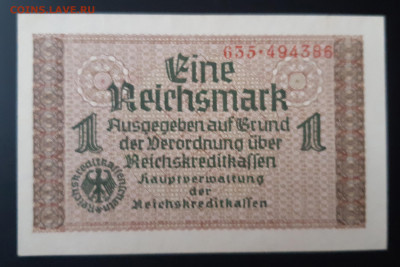 COINS.LAVE.RU
635·494386
Eine
Reichsmark
1 Ausgegeben auf Grund 1
der Verordnung über
Reichskreditkassen
Hauptverwaltung
der
Reichskreditkassen
Reichskreditkassenschein